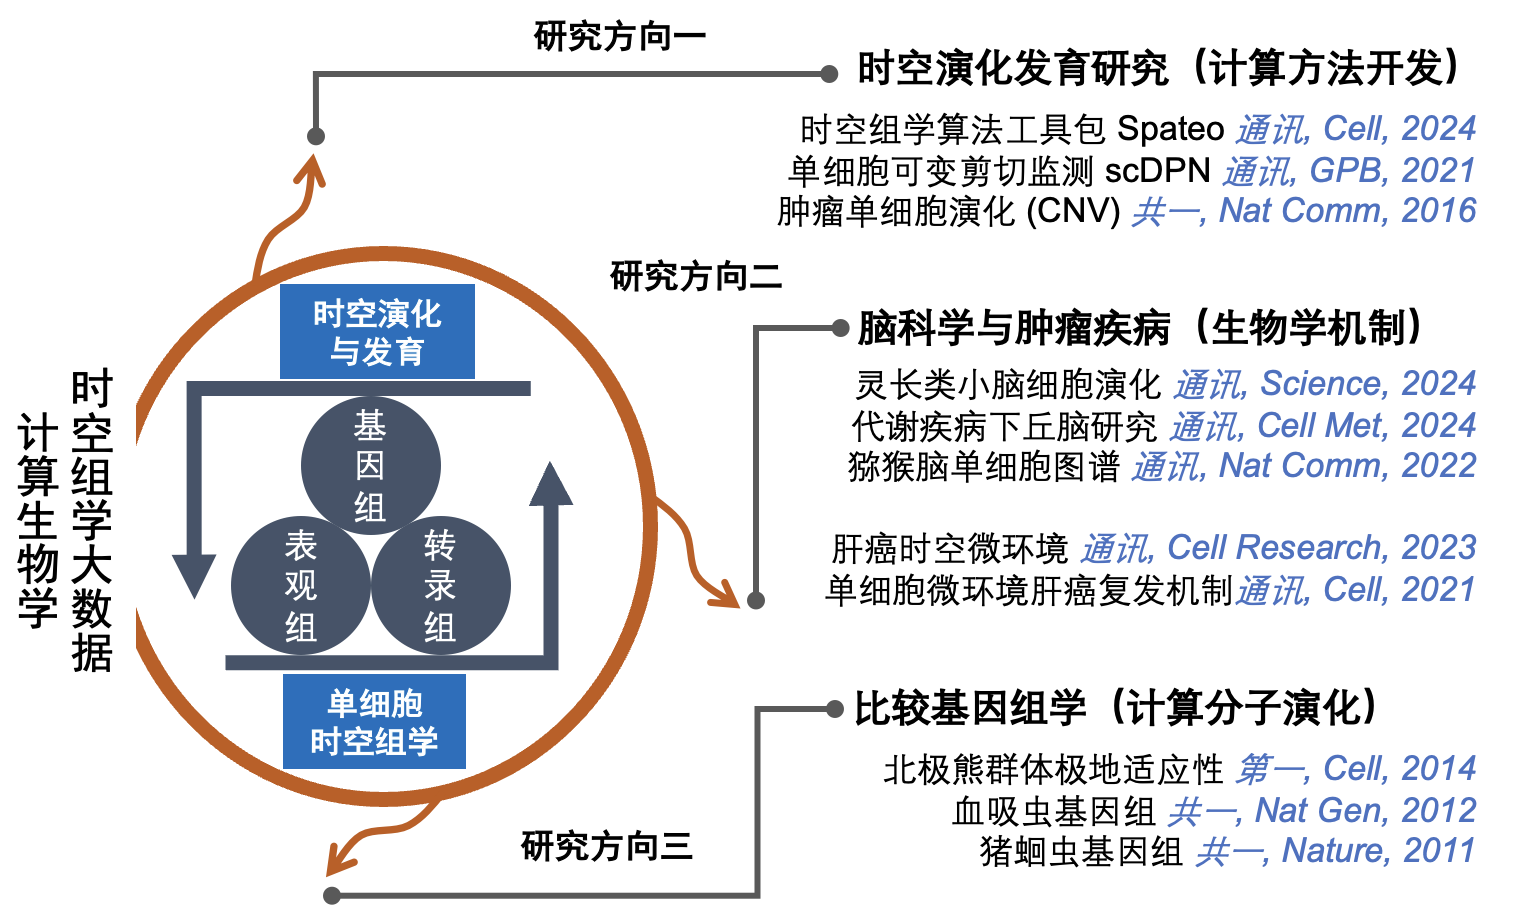 研究方向一
时空演化发育研究（计算方法开发）
时空组学算法工具包 Spateo 通讯, Cell, 2024
单细胞可变剪切监测 scDPN 通讯, GPB, 2021
肿瘤单细胞演化 (CNV) 共一, Nat Comm, 2016
研究方向二
脑科学与肿瘤疾病（生物学机制）
灵长类小脑细胞演化 通讯, Science, 2024
代谢疾病下丘脑研究 通讯, Cell Met, 2024
猕猴脑单细胞图谱 通讯, Nat Comm, 2022
肝癌时空微环境 通讯, Cell Research, 2023
单细胞微环境肝癌复发机制通讯, Cell, 2021
研究方向三
比较基因组学（计算分子演化）
北极熊群体极地适应性 第一, Cell, 2014
血吸虫基因组 共一, Nat Gen, 2012
猪蛔虫基因组 共一, Nature, 2011
时空组学大数据
计算生物学
时空演化
与发育
基因组
表观组
转录组
单细胞
时空组学